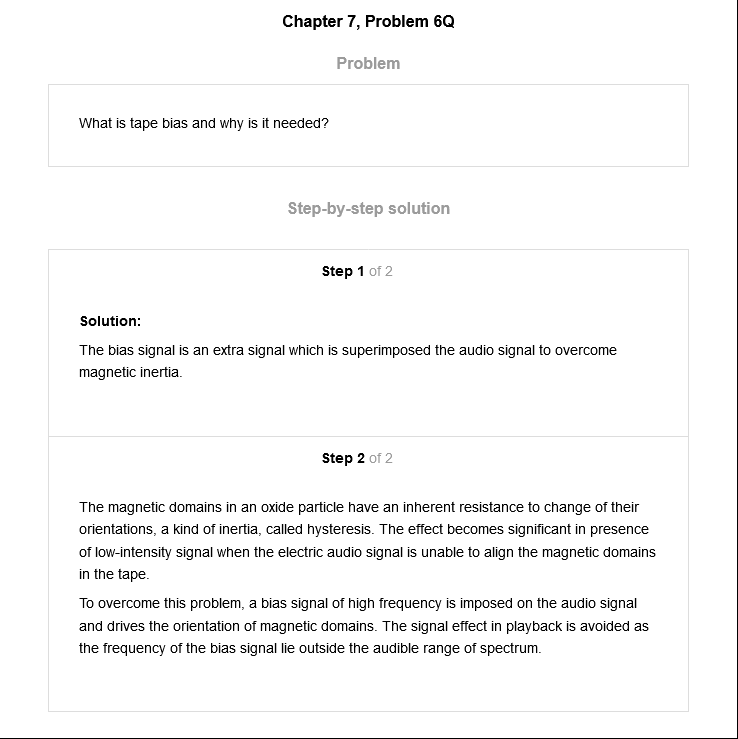 Chapter 7, Problem 6Q
Problem
What is tape bias and why is it needed?
Step-by-step solution
Step 1 of 2
Solution:
The bias signal is an extra signal which is superimposed the audio signal to overcome
magnetic inertia.
Step 2 of 2
The magnetic domains in an oxide particle have an inherent resistance to change of their
orientations, a kind of inertia, called hysteresis. The effect becomes significant in presence
of low-intensity signal when the electric audio signal is unable to align the magnetic domains
in the tape.
To overcome this problem, a bias signal of high frequency is imposed on the audio signal
and drives the orientation of magnetic domains. The signal effect in playback is avoided as
the frequency of the bias signal lie outside the audible range of spectrum.